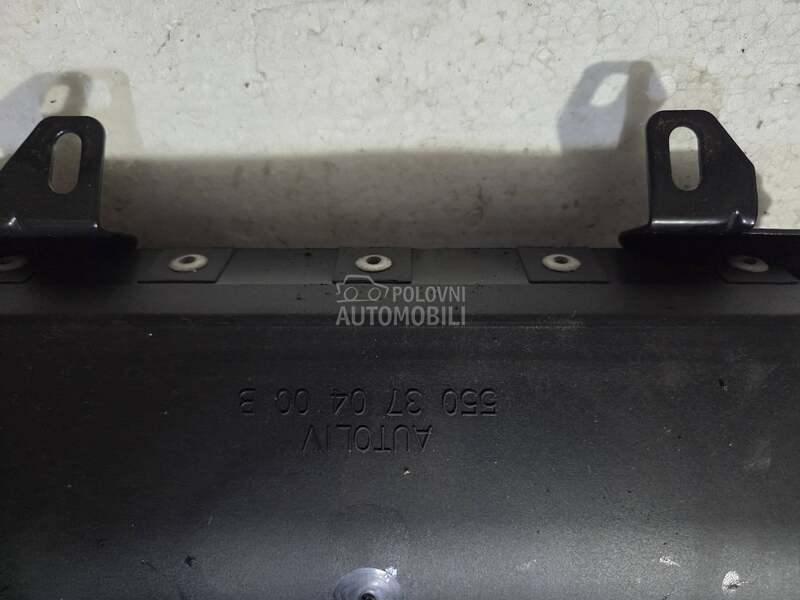 POLOVNI
AUTOMOBILI
AUTOLIV
550 37 04 00 B